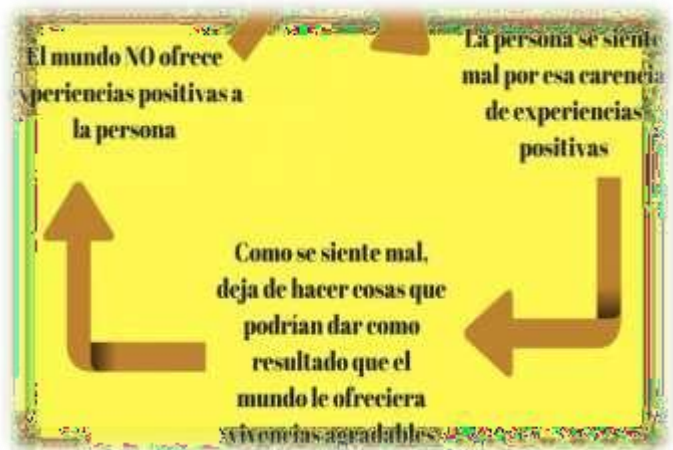 El mundo NO ofrece
xperiencias positivas a
la persona
La persona se siente
mal por esa carencia
de experiencias
positivas
Como se siente mal,
deja de hacer cosas que
podrían dar como
resultado que el
mundo le ofreciera
vivencias agradables